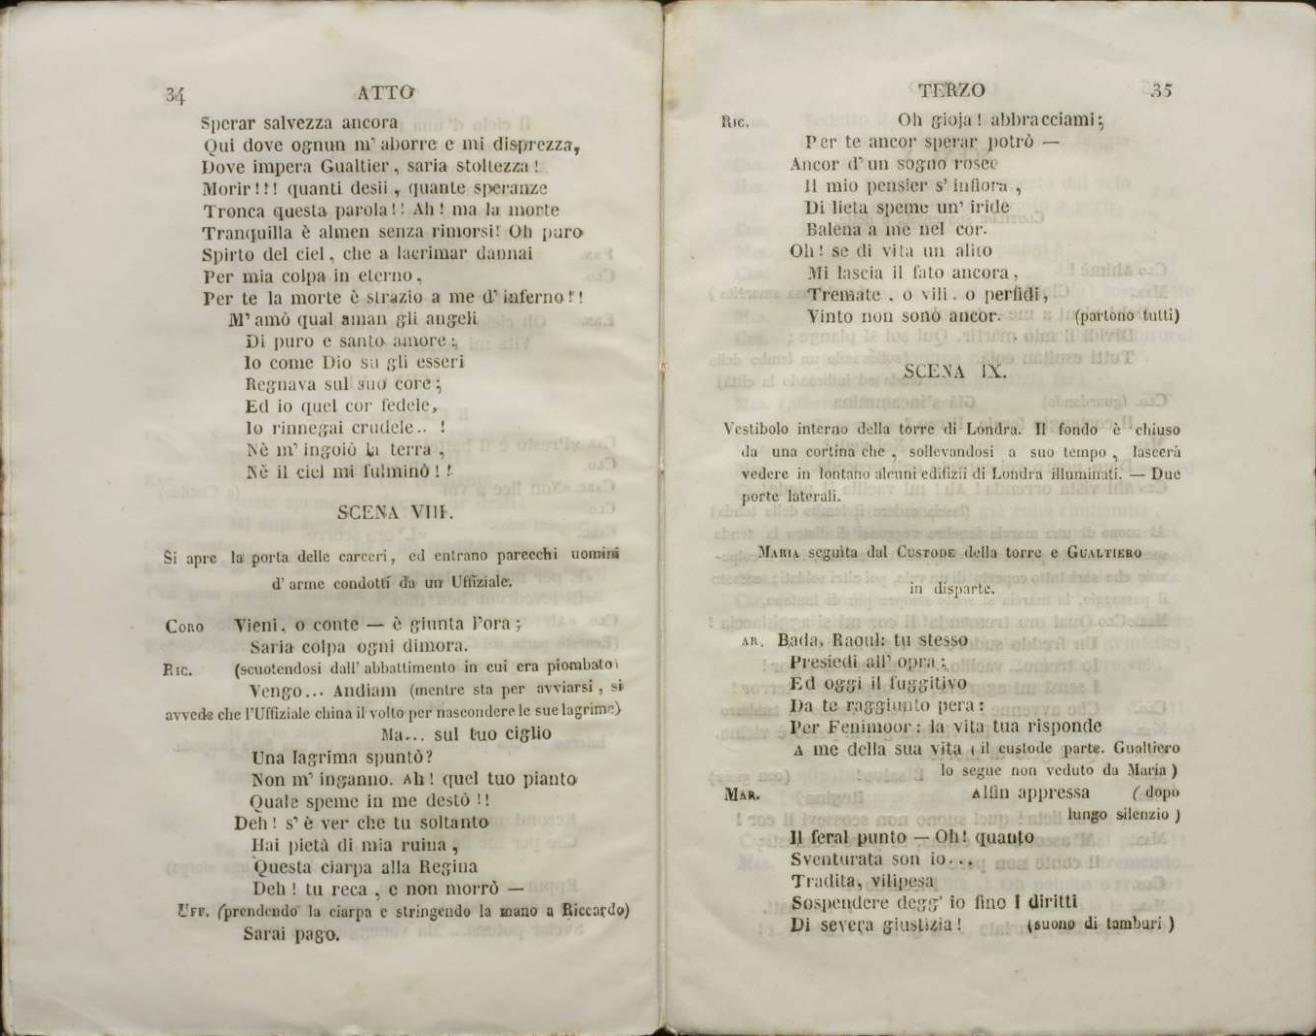 34
ATTO
Sperar salvezza ancora
Qui dove ognun m' aborre e mi disprezza,
Dove impera Gualtier, saria stoltezza!
Morir!!! quanti desii, quante speranze
Tronca questa parola!! Ah! ma la morte
Tranquilla è almen senza rimorsi! Oh puro
Spirto del ciel, che a lacrimar dannai
Per mia colpa in eterno,
Per te la morte è strazio a me d' inferno!!
M' amò qual aman gli angeli
Di puro e santo amore;
Io come Dio su gli esseri
Regnava sul suo core;
Ed io quel cor fedele,
Io rinnegai crudele.. !
Nè m' ingoiò la terra,
Nè il ciel mi fulminò!!
SCENA VIII.
Si apre la porta delle carceri, ed entrano parecchi uomini
d' arme condotti da un Uffiziale.
CORO Vieni, o conte — è giunta l'ora;
Saria colpa ogni dimora.
RIC. (scuotendosi dall' abbattimento in cui era piombato)
Vengo... Andiam (mentre sta per avviarsi, si
avvede che l'Uffiziale china il volto per nascondere le sue lagrime)
Ma... sul tuo ciglio
Una lagrima spuntò?
Non m' inganno. Ah! quel tuo pianto
Quale speme in me destò!!
Deh! s' è ver che tu soltanto
Hai pietà di mia ruina,
Questa ciarpa alla Regina
Deh! tu reca, e non morrò —
UFF. (prendendo la ciarpa e stringendo la mano a Riccardo)
Sarai pago.
TERZO
35
RIC. Oh gioja! abbracciami;
Per te ancor sperar potrò —
Ancor d' un sogno roseo
Il mio pensier s' infiora,
Di lieta speme un' iride
Balena a me nel cor.
Oh! se di vita un alito
Mi lascia il fato ancora,
Tremate, o vili, o perfidi,
Vinto non sono ancor. (partono tutti)
SCENA IX.
Vestibolo interno della torre di Londra. Il fondo è chiuso
da una cortina che, sollevandosi a suo tempo, lascerà
vedere in lontano alcuni edifizii di Londra illuminati. — Due
porte laterali.
MARIA seguita dal CUSTODE della torre e GUALTIERO
in disparte.
AR. Bada, Raoul: tu stesso
Presiedi all' opra;
Ed oggi il fuggitivo
Da te raggiunto pera:
Per Fenimoor: la vita tua risponde
A me della sua vita (il custode parte. Gualtiero
lo segue non veduto da Maria)
MAR. Alfin appressa (dopo
lungo silenzio)
Il feral punto — Oh! quanto
Sventurata son io...
Tradita, vilipesa
Sospendere degg' io fino I diritti
Di severa giustizia! (suono di tamburi)